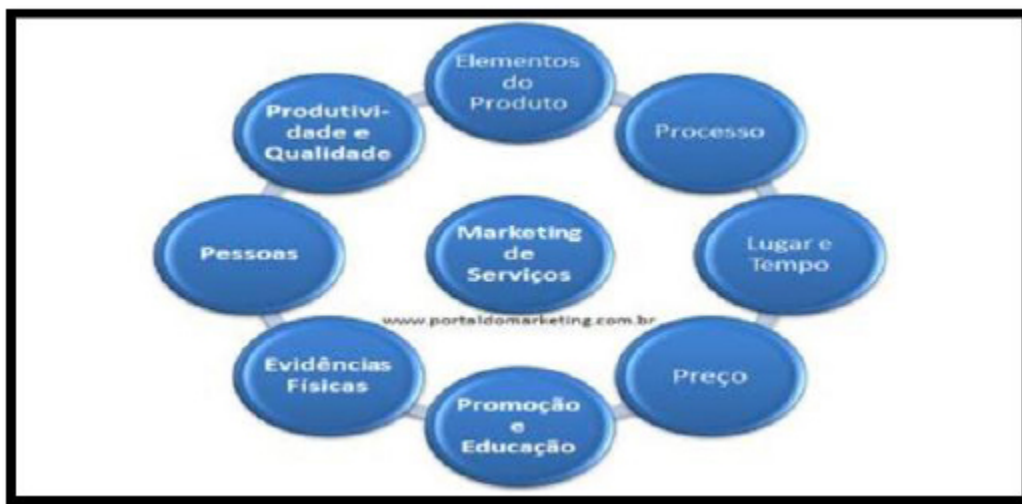 Elementos
do
Produto
Processo
Lugar e
Tempo
Preço
Promoção
e
Educação
Evidências
Físicas
Pessoas
Produtivi-
dade e
Qualidade
Marketing
de
Serviços
www.portaldomarketing.com.br